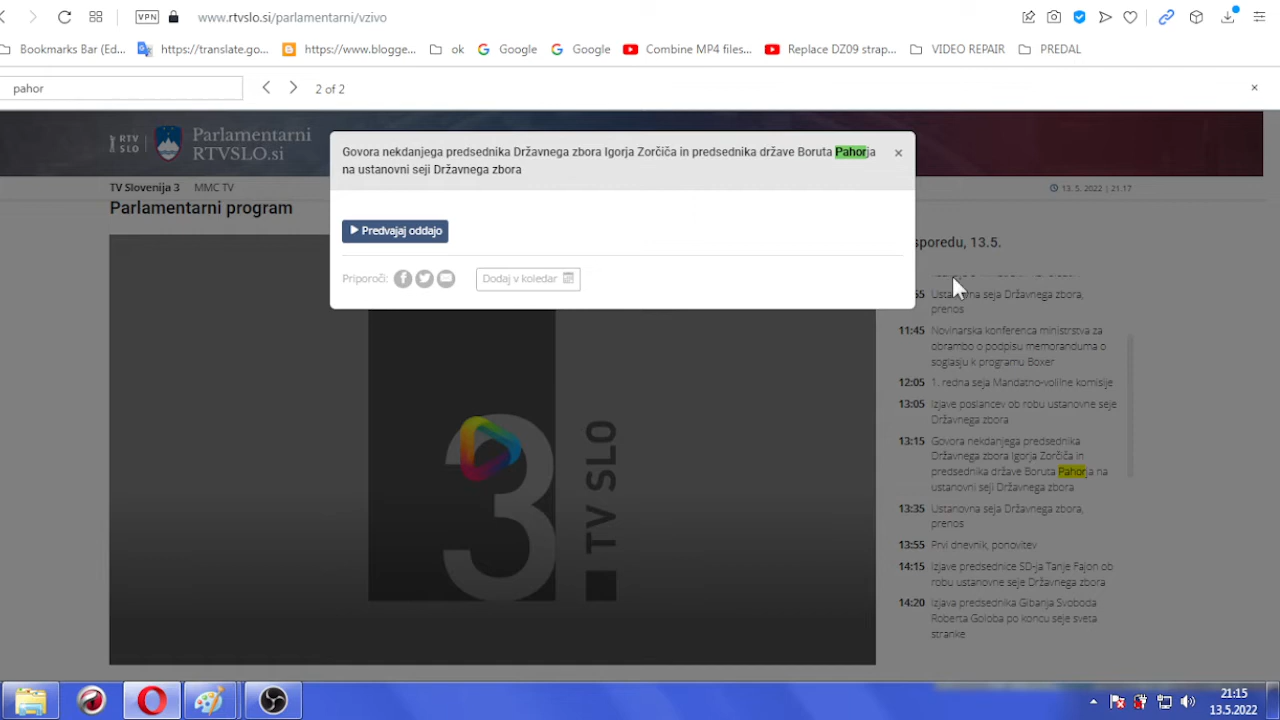 VPN
www.rtvslo.si/parlamentarni/vzivo
Bookmarks Bar (Ed...
https://translate.go...
https://www.blogge...
ok
Google
Google
Combine MP4 files...
Replace DZ09 strap...
VIDEO REPAIR
PREDAL
pahor
2 of 2
RTV
SLO
Parlamentarni
RTVSLO.si
TV Slovenija 3
MMC TV
13. 5. 2022 | 21.17
Parlamentarni program
Govora nekdanjega predsednika Državnega zbora Igorja Zorčiča in predsednika države Boruta Pahorja
na ustanovni seji Državnega zbora
Predvajaj oddajo
Priporoči:
Dodaj v koledar
sporedu, 13.5.
55 Ustanovna seja Državnega zbora,
prenos
11:45 Novinarska konferenca ministrstva za
obrambo o podpisu memoranduma o
soglasju k programu Boxer
12:05 1. redna seja Mandatno-volilne komisije
13:05 Izjave poslancev ob robu ustanovne seje
Državnega zbora
13:15 Govora nekdanjega predsednika
Državnega zbora Igorja Zorčiča in
predsednika države Boruta Pahorja na
ustanovni seji Državnega zbora
13:35 Ustanovna seja Državnega zbora,
prenos
13:55 Prvi dnevnik, ponovitev
14:15 Izjave predsednice SD-ja Tanje Fajon ob
robu ustanovne seje Državnega zbora
14:20 Izjava predsednika Gibanja Svoboda
Roberta Goloba po koncu seje sveta
stranke
3
TV SLO
21:15
13.5.2022